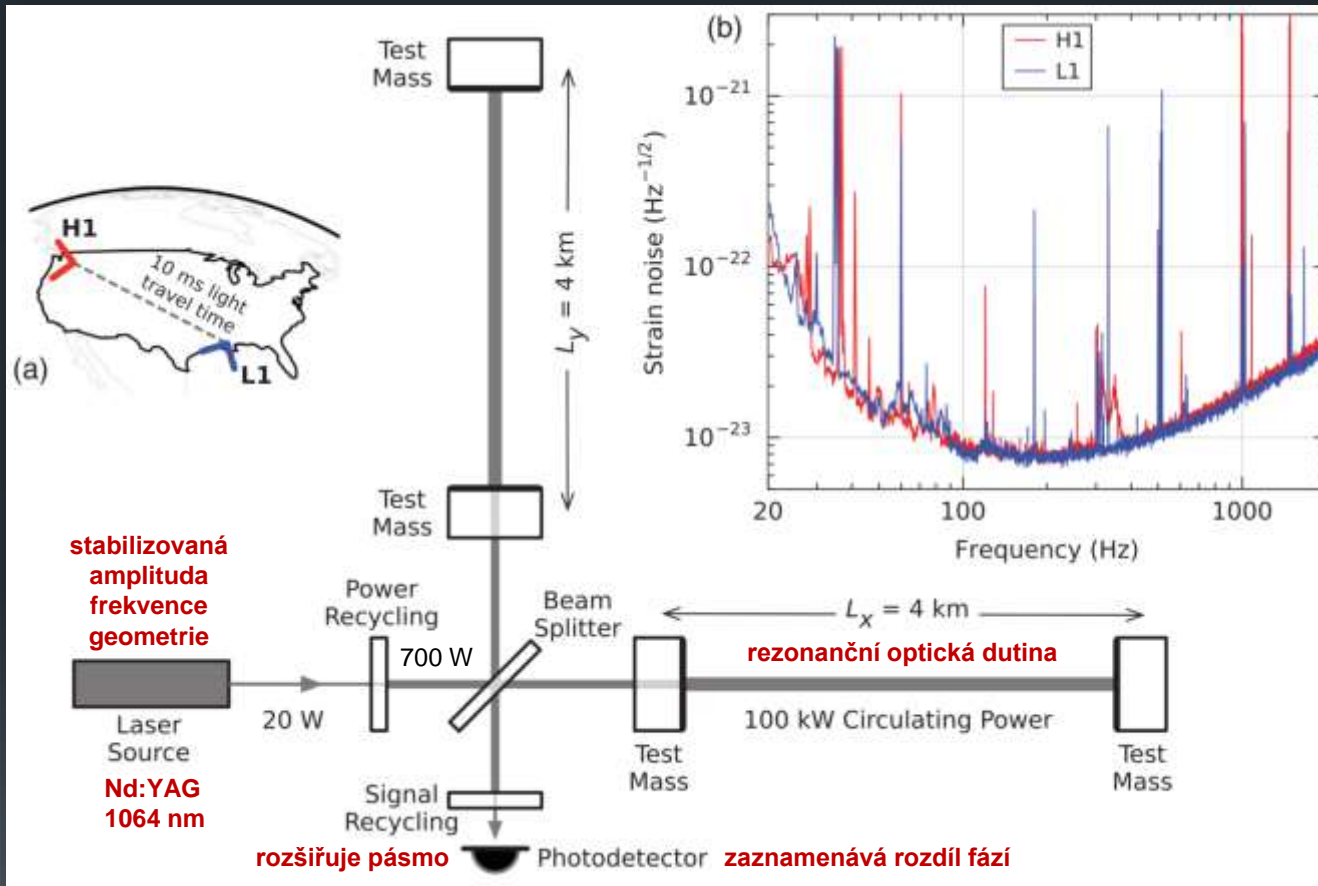 Test
Mass
H1
10 ms light
travel time
L1
(a)
L_y = 4 km
Test
Mass
(b)
H1
L1
10^−21
10^−22
10^−23
Strain noise (Hz^−1/2)
20
100
1000
Frequency (Hz)
stabilizovaná
amplituda
frekvence
geometrie
Power
Recycling
Beam
Splitter
L_x = 4 km
700 W
rezonanční optická dutina
20 W
100 kW Circulating Power
Laser
Source
Test
Mass
Test
Mass
Nd:YAG
1064 nm
Signal
Recycling
rozšiřuje pásmo
Photodetector
zaznamenává rozdíl fází